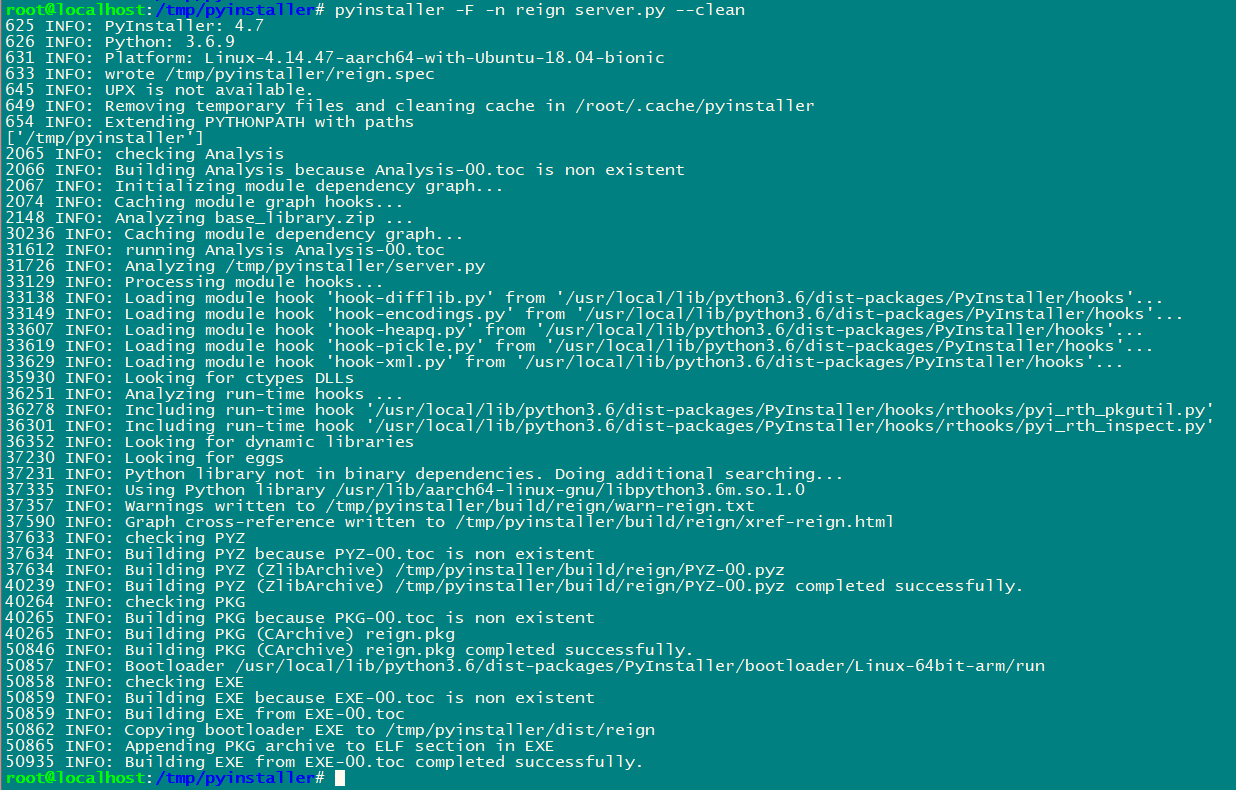 root@localhost:/tmp/pyinstaller# pyinstaller -F -n reign server.py --clean
625 INFO: PyInstaller: 4.7
626 INFO: Python: 3.6.9
631 INFO: Platform: Linux-4.14.47-aarch64-with-Ubuntu-18.04-bionic
633 INFO: wrote /tmp/pyinstaller/reign.spec
645 INFO: UPX is not available.
649 INFO: Removing temporary files and cleaning cache in /root/.cache/pyinstaller
654 INFO: Extending PYTHONPATH with paths
['/tmp/pyinstaller']
2065 INFO: checking Analysis
2066 INFO: Building Analysis because Analysis-00.toc is non existent
2067 INFO: Initializing module dependency graph...
2074 INFO: Caching module graph hooks...
2148 INFO: Analyzing base_library.zip ...
30236 INFO: Caching module dependency graph...
31612 INFO: running Analysis Analysis-00.toc
31726 INFO: Analyzing /tmp/pyinstaller/server.py
33129 INFO: Processing module hooks...
33138 INFO: Loading module hook 'hook-difflib.py' from '/usr/local/lib/python3.6/dist-packages/PyInstaller/hooks'...
33149 INFO: Loading module hook 'hook-encodings.py' from '/usr/local/lib/python3.6/dist-packages/PyInstaller/hooks'...
33607 INFO: Loading module hook 'hook-heapq.py' from '/usr/local/lib/python3.6/dist-packages/PyInstaller/hooks'...
33619 INFO: Loading module hook 'hook-pickle.py' from '/usr/local/lib/python3.6/dist-packages/PyInstaller/hooks'...
33629 INFO: Loading module hook 'hook-xml.py' from '/usr/local/lib/python3.6/dist-packages/PyInstaller/hooks'...
35930 INFO: Looking for ctypes DLLs
36251 INFO: Analyzing run-time hooks ...
36278 INFO: Including run-time hook '/usr/local/lib/python3.6/dist-packages/PyInstaller/hooks/rthooks/pyi_rth_pkgutil.py'
36301 INFO: Including run-time hook '/usr/local/lib/python3.6/dist-packages/PyInstaller/hooks/rthooks/pyi_rth_inspect.py'
36352 INFO: Looking for dynamic libraries
37230 INFO: Looking for eggs
37231 INFO: Python library not in binary dependencies. Doing additional searching...
37335 INFO: Using Python library /usr/lib/aarch64-linux-gnu/libpython3.6m.so.1.0
37357 INFO: Warnings written to /tmp/pyinstaller/build/reign/warn-reign.txt
37590 INFO: Graph cross-reference written to /tmp/pyinstaller/build/reign/xref-reign.html
37633 INFO: checking PYZ
37634 INFO: Building PYZ because PYZ-00.toc is non existent
37634 INFO: Building PYZ (ZlibArchive) /tmp/pyinstaller/build/reign/PYZ-00.pyz
40239 INFO: Building PYZ (ZlibArchive) /tmp/pyinstaller/build/reign/PYZ-00.pyz completed successfully.
40264 INFO: checking PKG
40265 INFO: Building PKG because PKG-00.toc is non existent
40265 INFO: Building PKG (CArchive) reign.pkg
50846 INFO: Building PKG (CArchive) reign.pkg completed successfully.
50857 INFO: Bootloader /usr/local/lib/python3.6/dist-packages/PyInstaller/bootloader/Linux-64bit-arm/run
50858 INFO: checking EXE
50859 INFO: Building EXE because EXE-00.toc is non existent
50859 INFO: Building EXE from EXE-00.toc
50862 INFO: Copying bootloader EXE to /tmp/pyinstaller/dist/reign
50865 INFO: Appending PKG archive to ELF section in EXE
50935 INFO: Building EXE from EXE-00.toc completed successfully.
root@localhost:/tmp/pyinstaller#